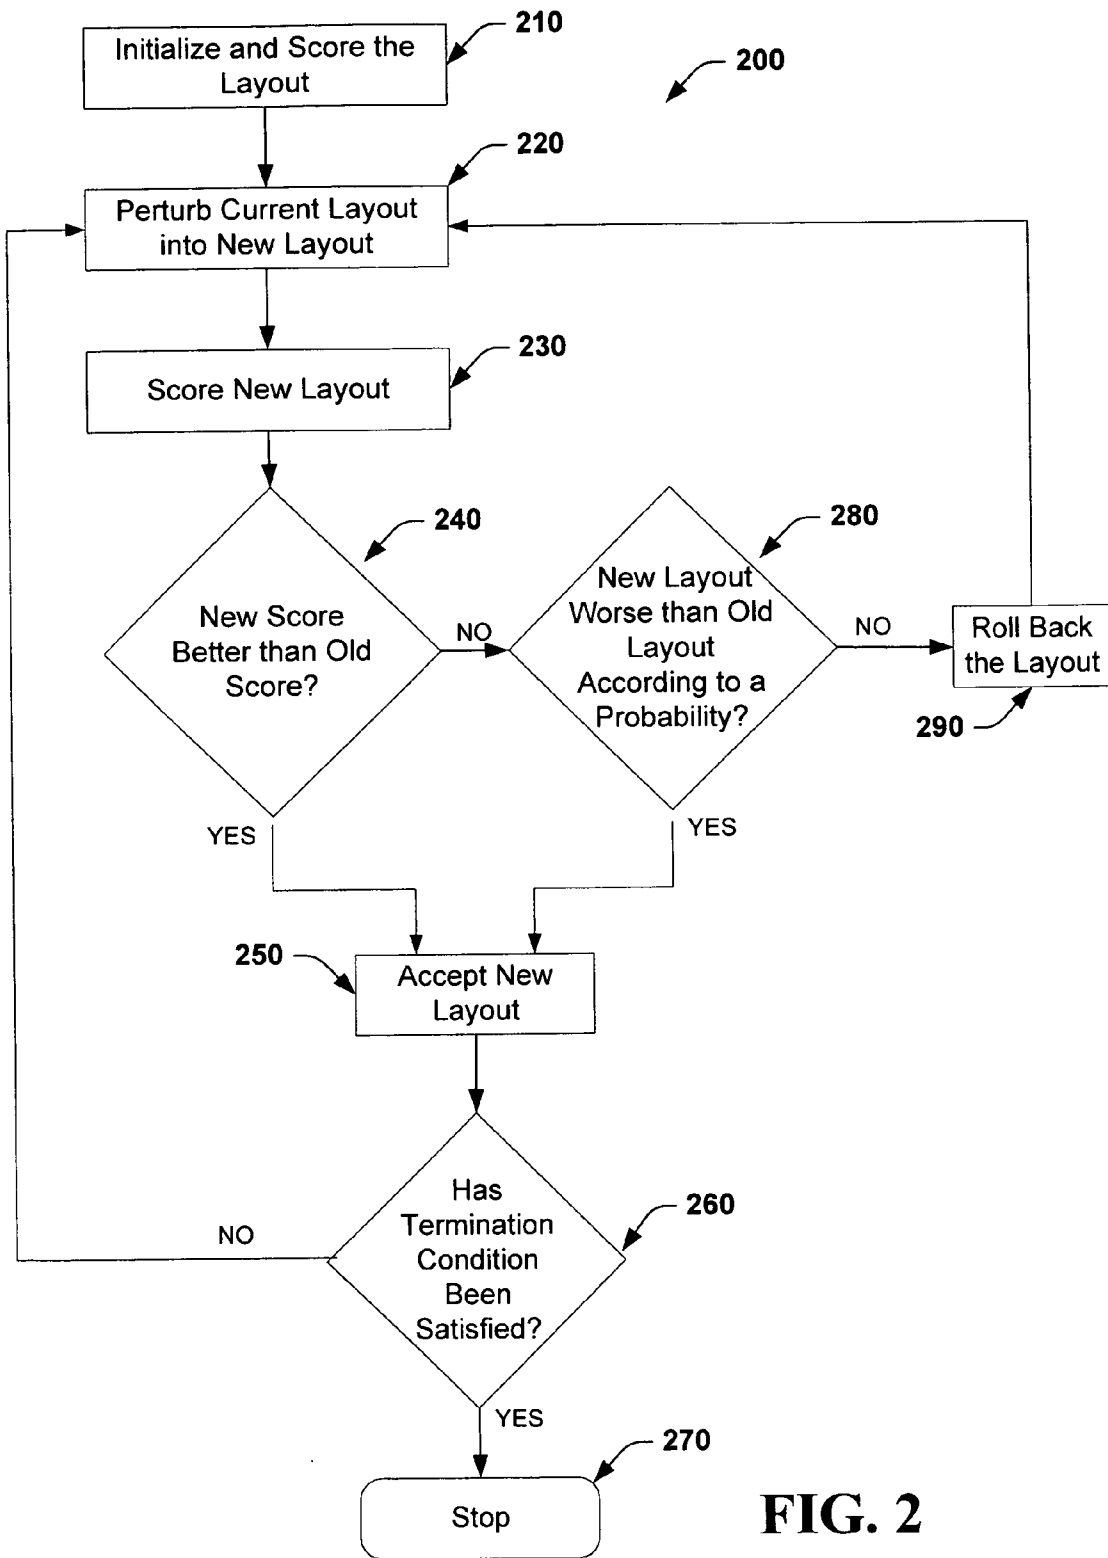 210
Initialize and Score the
Layout
200
220
Perturb Current Layout
into New Layout
230
Score New Layout
240
280
New Score
Better than Old
Score?
NO
New Layout
Worse than Old
Layout
According to a
Probability?
NO
Roll Back
the Layout
290
YES
YES
250
Accept New
Layout
260
Has
Termination
Condition
Been
Satisfied?
NO
YES
270
Stop
FIG. 2